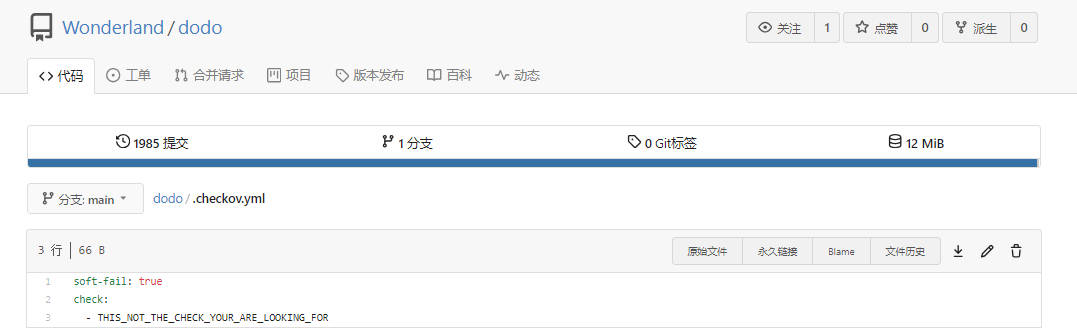 Wonderland / dodo
关注 1 点赞 0 派生 0
代码 工单 合并请求 项目 版本发布 百科 动态
1985 提交 1 分支 0 Git标签 12 MiB
分支: main dodo / .checkov.yml
3 行 66 B 原始文件 永久链接 Blame 文件历史
1 soft-fail: true
2 check:
3 - THIS_NOT_THE_CHECK_YOUR_ARE_LOOKING_FOR